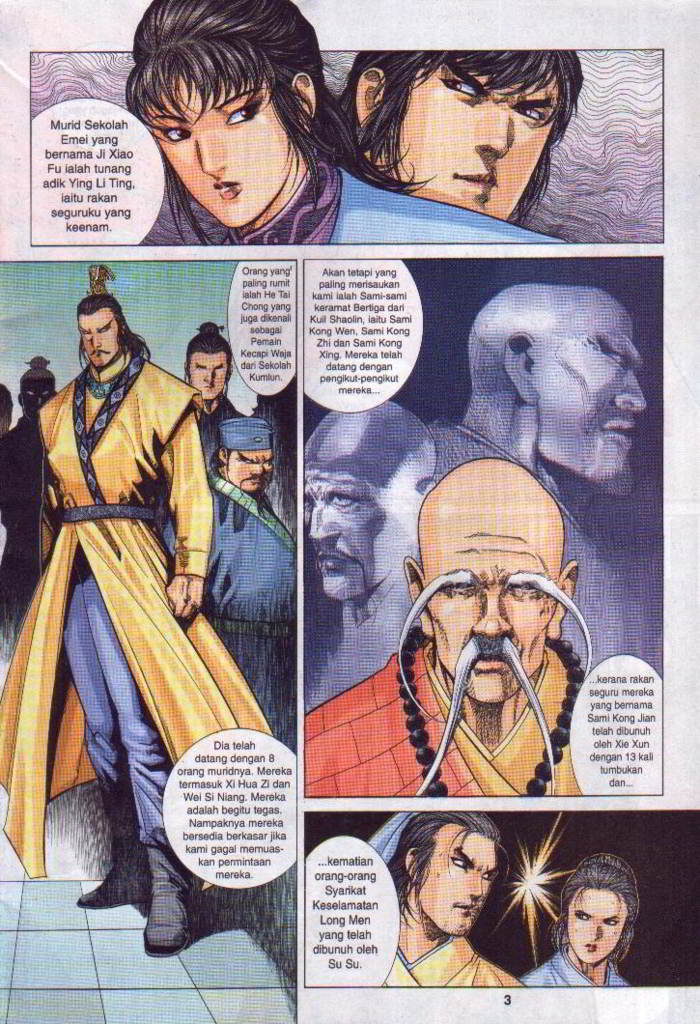 Murid Sekolah
Emei yang
bernama Ji Xiao
Fu ialah tunang
adik Ying Li Ting,
iaitu rakan
seguruku yang
keenam.
Orang yang
paling rumit
ialah He Tai
Chong yang
juga dikenali
sebagai
Pemain
Kecapi Waja
dari Sekolah
Kumlun.
Dia telah
datang dengan 8
orang muridnya. Mereka
termasuk Xi Hua Zi dan
Wei Si Niang. Mereka
adalah begitu tegas.
Nampaknya mereka
bersedia berkasar jika
kami gagal memuas-
kan permintaan
mereka.
Akan tetapi yang
paling merisaukan
kami ialah Sami-sami
keramat Bertiga dari
Kuil Shaolin, iaitu Sami
Kong Wen, Sami Kong
Zhi dan Sami Kong
Xing. Mereka telah
datang dengan
pengikut-pengikut
mereka...
...kerana rakan
seguru mereka
yang bernama
Sami Kong Jian
telah dibunuh
oleh Xie Xun
dengan 13 kali
tumbukan
dan...
...kematian
orang-orang
Syarikat
Keselamatan
Long Men
yang telah
dibunuh oleh
Su Su.
3